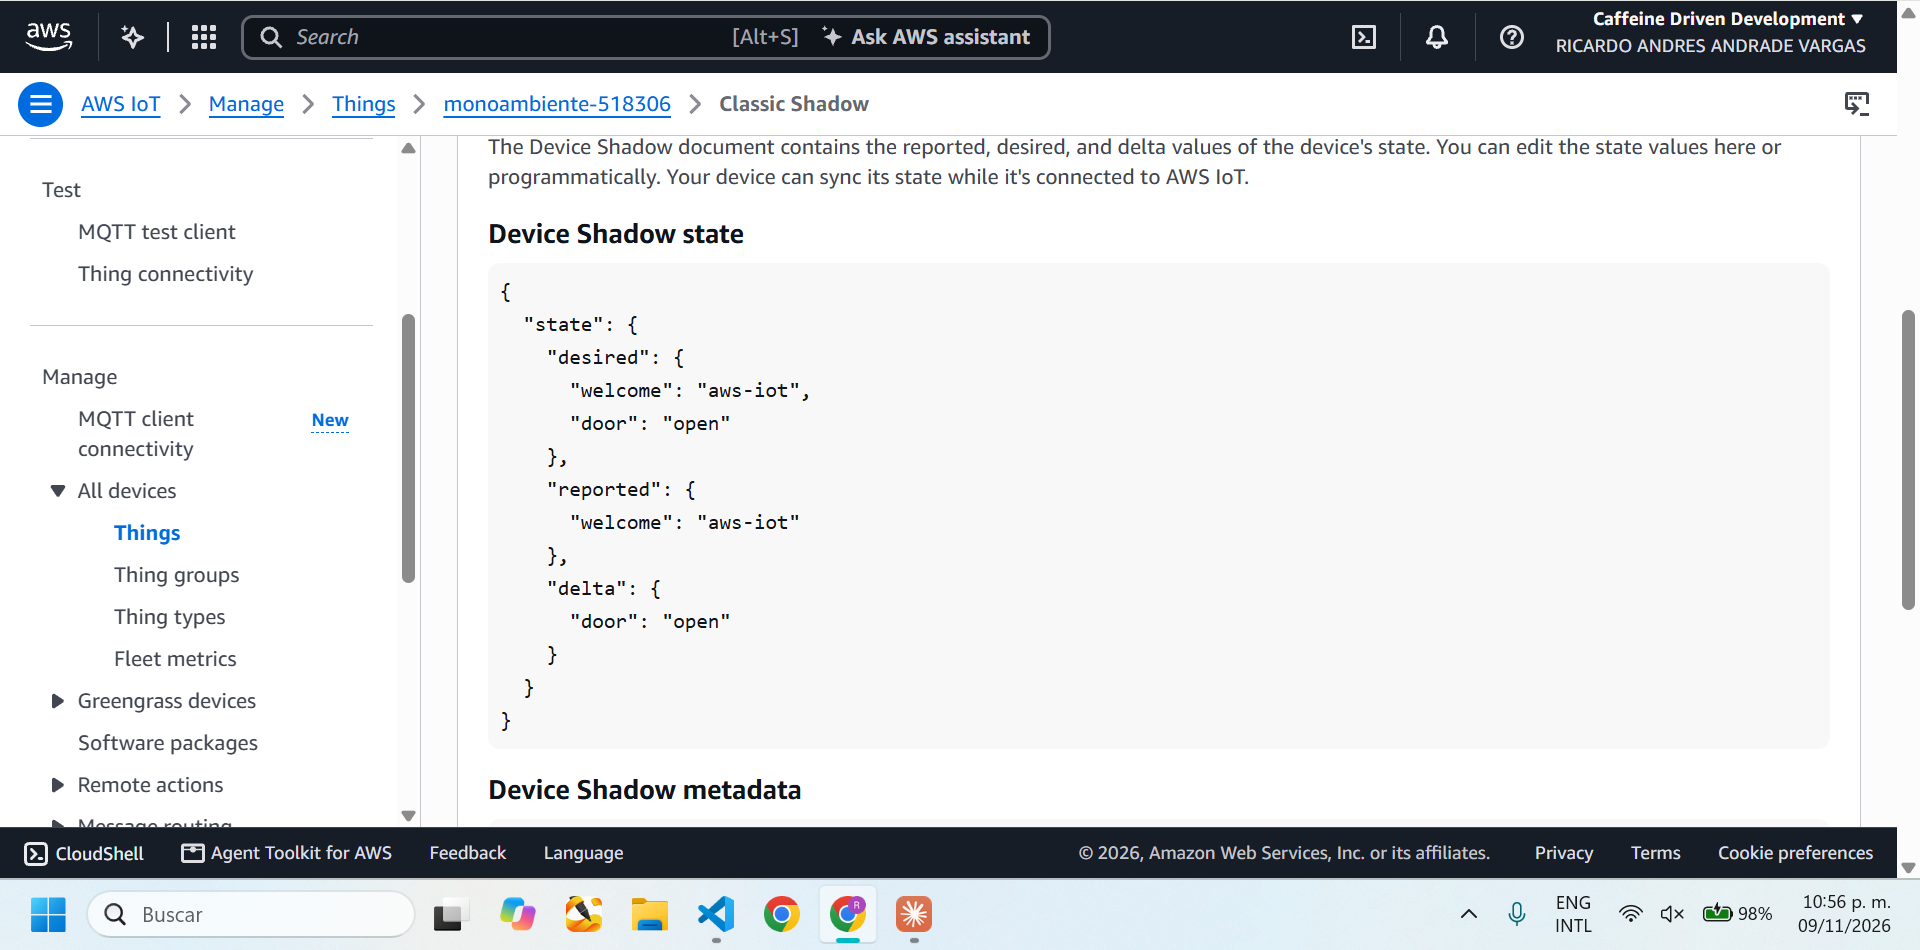 aws
Search
[Alt+S]
Ask AWS assistant
Caffeine Driven Development ▼
RICARDO ANDRES ANDRADE VARGAS
AWS IoT > Manage > Things > monoambiente-518306 > Classic Shadow
Test
MQTT test client
Thing connectivity
Manage
MQTT client connectivity
New
All devices
Things
Thing groups
Thing types
Fleet metrics
Greengrass devices
Software packages
Remote actions
Message routing
The Device Shadow document contains the reported, desired, and delta values of the device's state. You can edit the state values here or
programmatically. Your device can sync its state while it's connected to AWS IoT.
Device Shadow state
{
  "state": {
    "desired": {
      "welcome": "aws-iot",
      "door": "open"
    },
    "reported": {
      "welcome": "aws-iot"
    },
    "delta": {
      "door": "open"
    }
  }
}
Device Shadow metadata
CloudShell
Agent Toolkit for AWS
Feedback
Language
© 2026, Amazon Web Services, Inc. or its affiliates.
Privacy
Terms
Cookie preferences
Buscar
R
ENG
INTL
98%
10:56 p. m.
09/11/2026